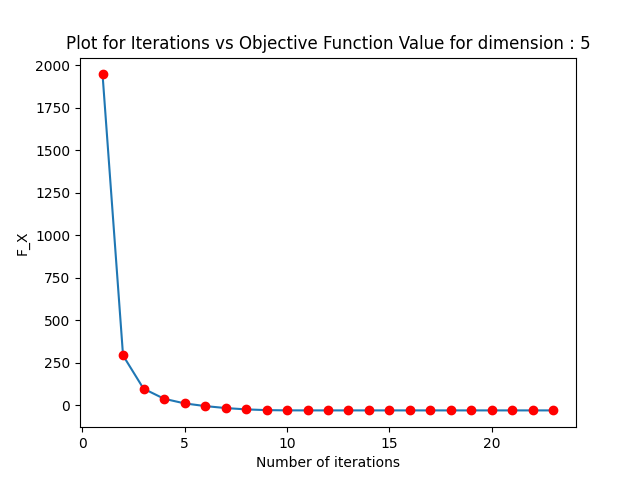 Plot for Iterations vs Objective Function Value for dimension : 5
2000
1750
1500
1250
1000
750
500
250
0
F_X
0 5 10 15 20
Number of iterations